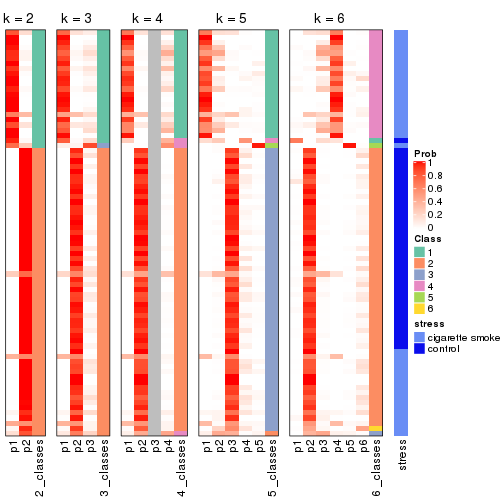 k = 2
k = 3
k = 4
k = 5
k = 6
Prob
1
0.8
0.6
0.4
0.2
0
Class
1
2
3
4
5
6
stress
cigarette smoke
control
p1
p2
2_classes
p1
p2
p3
3_classes
p1
p2
p3
p4
4_classes
p1
p2
p3
p4
p5
5_classes
p1
p2
p3
p4
p5
p6
6_classes
stress